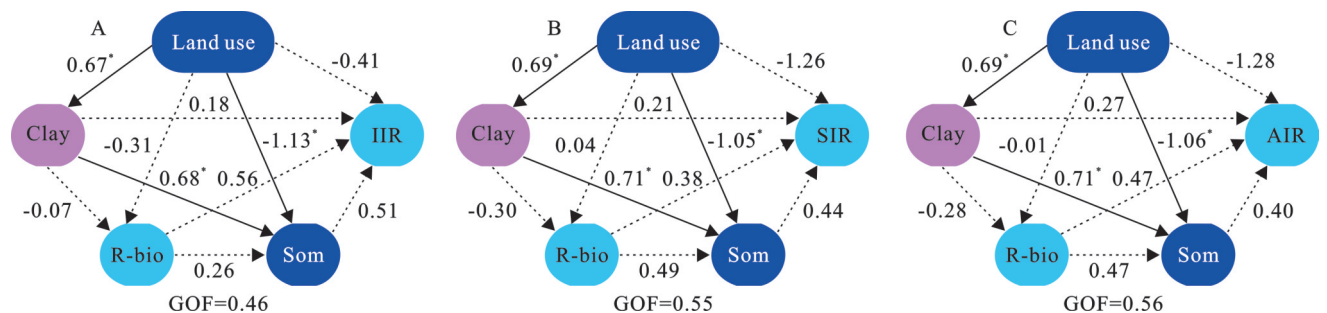 A
Land use
0.67*
-0.41
0.18
Clay
IIR
-0.31
-1.13*
0.68*
0.56
-0.07
0.51
R-bio
Som
0.26
GOF=0.46
B
Land use
0.69*
-1.26
0.21
Clay
SIR
0.04
-1.05*
0.71*
0.38
-0.30
0.44
R-bio
Som
0.49
GOF=0.55
C
Land use
0.69*
-1.28
0.27
Clay
AIR
-0.01
-1.06*
0.71*
0.47
-0.28
0.40
R-bio
Som
0.47
GOF=0.56